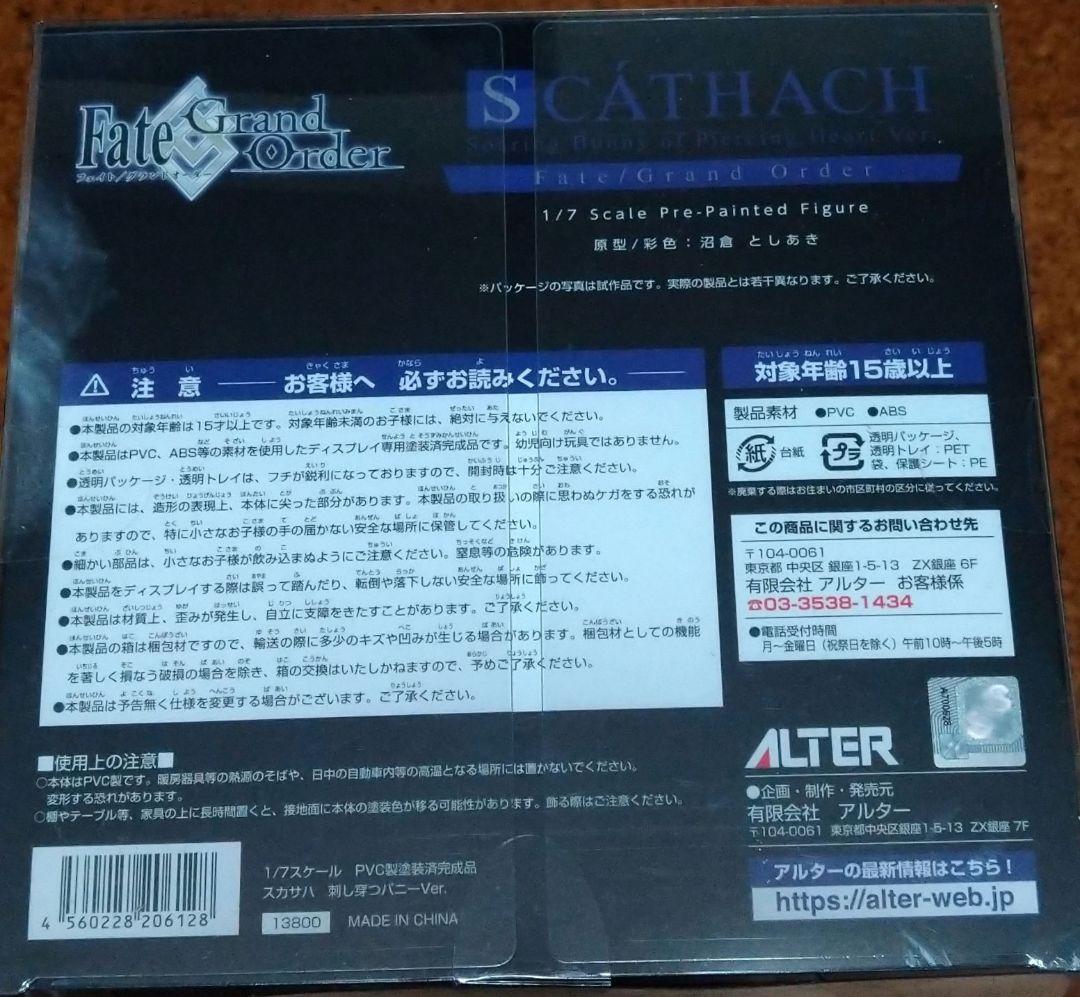 Fate Grand Order
フェイト/グランドオーダー
SCÁTHACH
Soaring Bunny of Piercing Heart Ver.
Fate/Grand Order
1/7 Scale Pre-Painted Figure
原型/彩色:沼倉 としあき
※パッケージの写真は試作品です。実際の製品とは若干異なります。ご了承ください。
⚠ 注意 ── お客様へ 必ずお読みください。 ──
●本製品の対象年齢は15才以上です。対象年齢未満のお子様には、絶対に与えないでください。
●本製品はPVC、ABS等の素材を使用したディスプレイ専用塗装済完成品です。幼児向け玩具ではありません。
●透明パッケージ・透明トレイは、フチが鋭利になっておりますので、開封時は十分ご注意ください。
●本製品には、造形の表現上、本体に尖った部分があります。本製品の取り扱いの際に思わぬケガをする恐れが
ありますので、特に小さなお子様の手の届かない安全な場所に保管してください。
●細かい部品は、小さなお子様が飲み込まぬようにご注意ください。窒息等の危険があります。
●本製品をディスプレイする際は誤って踏んだり、転倒や落下しない安全な場所に飾ってください。
●本製品は材質上、歪みが発生し、自立に支障をきたすことがあります。ご了承ください。
●本製品の箱は梱包材ですので、輸送の際に多少のキズや凹みが生じる場合があります。梱包材としての機能
を著しく損なう破損の場合を除き、箱の交換はいたしかねますので、予めご了承ください。
●本製品は予告無く仕様を変更する場合がございます。ご了承ください。
■使用上の注意■
○本体はPVC製です。暖房器具等の熱源のそばや、日中の自動車内等の高温となる場所には置かないでください。
変形する恐れがあります。
○棚やテーブル等、家具の上に長時間置くと、接地面に本体の塗装色が移る可能性があります。飾る際はご注意ください。
4 560228 206128
1/7スケール PVC製塗装済完成品
スカサハ 刺し穿つバニーVer.
13800 MADE IN CHINA
対象年齢15歳以上
製品素材 ●PVC ●ABS
紙 台紙
プラ 透明パッケージ、
透明トレイ:PET
袋、保護シート:PE
※廃棄する際はお住まいの市区町村の区分に従ってください。
この商品に関するお問い合わせ先
〒104-0061
東京都 中央区 銀座1-5-13 ZX銀座 6F
有限会社 アルター お客様係
☎03-3538-1434
●電話受付時間
月〜金曜日(祝祭日を除く)午前10時〜午後5時
A7700628
ALTER
●企画・制作・発売元
有限会社 アルター
〒104-0061 東京都中央区銀座1-5-13 ZX銀座 7F
アルターの最新情報はこちら!
https://alter-web.jp